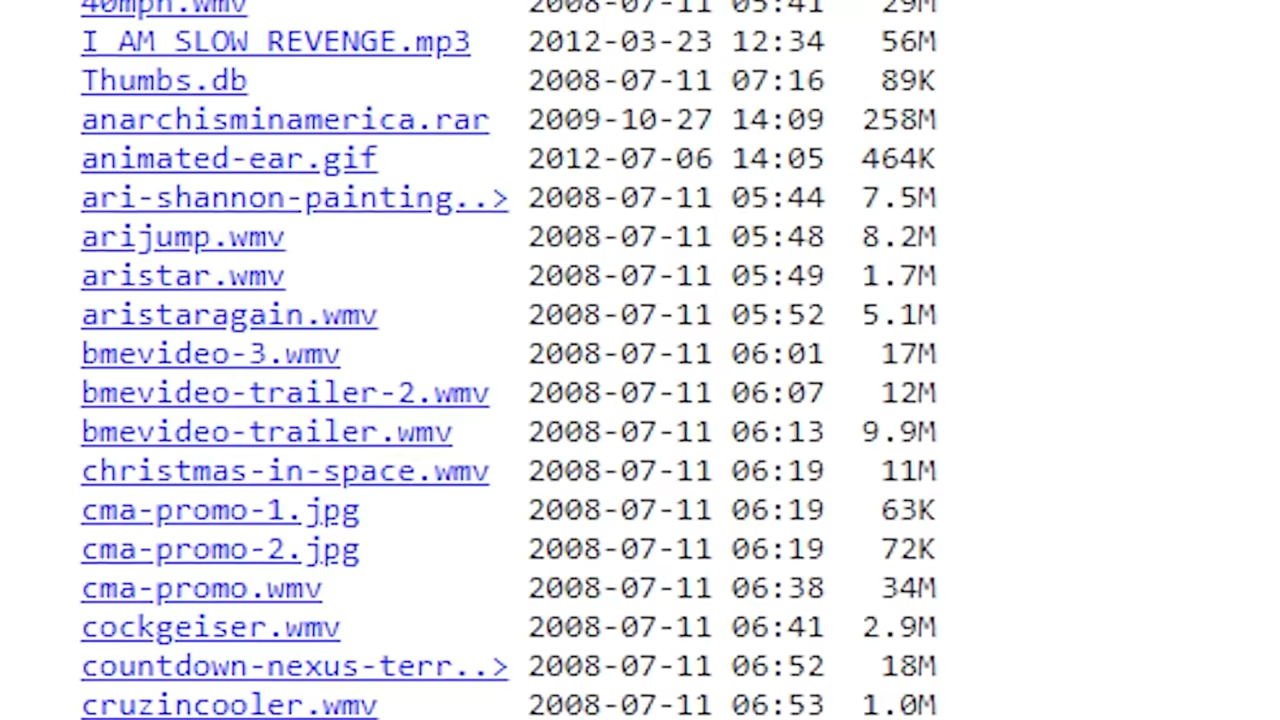 40mph.wmv 2008-07-11 05:41 29M
I AM SLOW REVENGE.mp3 2012-03-23 12:34 56M
Thumbs.db 2008-07-11 07:16 89K
anarchisminamerica.rar 2009-10-27 14:09 258M
animated-ear.gif 2012-07-06 14:05 464K
ari-shannon-painting..> 2008-07-11 05:44 7.5M
arijump.wmv 2008-07-11 05:48 8.2M
aristar.wmv 2008-07-11 05:49 1.7M
aristaragain.wmv 2008-07-11 05:52 5.1M
bmevideo-3.wmv 2008-07-11 06:01 17M
bmevideo-trailer-2.wmv 2008-07-11 06:07 12M
bmevideo-trailer.wmv 2008-07-11 06:13 9.9M
christmas-in-space.wmv 2008-07-11 06:19 11M
cma-promo-1.jpg 2008-07-11 06:19 63K
cma-promo-2.jpg 2008-07-11 06:19 72K
cma-promo.wmv 2008-07-11 06:38 34M
cockgeiser.wmv 2008-07-11 06:41 2.9M
countdown-nexus-terr..> 2008-07-11 06:52 18M
cruzincooler.wmv 2008-07-11 06:53 1.0M